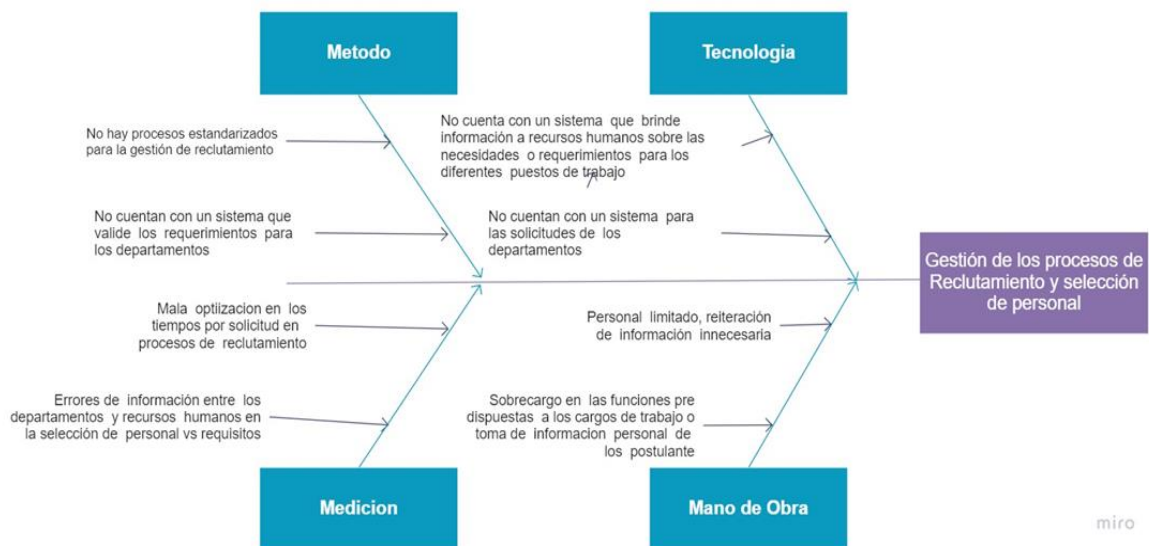 Metodo
Tecnologia
No hay procesos estandarizados
para la gestión de reclutamiento
No cuenta con un sistema que brinde
información a recursos humanos sobre las
necesidades o requerimientos para los
diferentes puestos de trabajo
No cuentan con un sistema que
valide los requerimientos para
los departamentos
No cuentan con un sistema para
las solicitudes de los
departamentos
Gestión de los procesos de
Reclutamiento y selección
de personal
Mala optiizacion en los
tiempos por solicitud en
procesos de reclutamiento
Personal limitado, reiteración
de información innecesaria
Errores de información entre los
departamentos y recursos humanos en
la selección de personal vs requisitos
Sobrecargo en las funciones pre
dispuestas a los cargos de trabajo o
toma de informacion personal de
los postulante
Medicion
Mano de Obra
miro